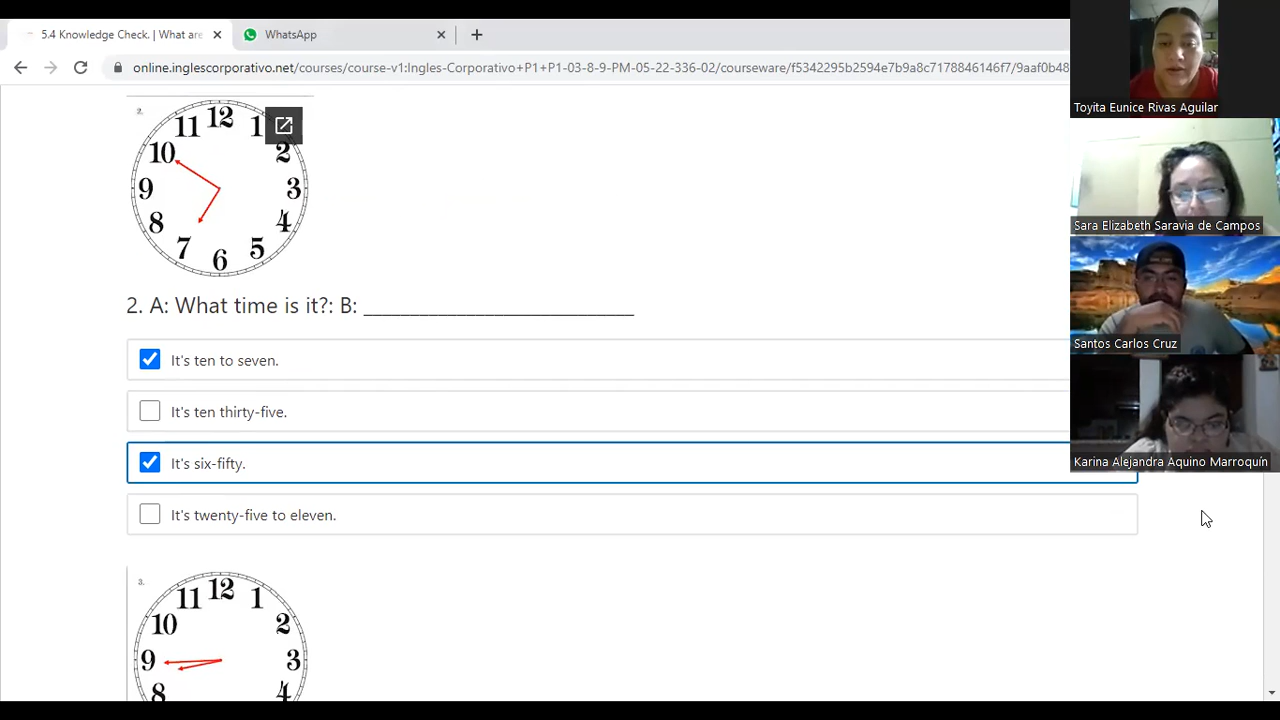 5.4 Knowledge Check. | What are
WhatsApp
online.inglescorporativo.net/courses/course-v1:Ingles-Corporativo+P1+P1-03-8-9-PM-05-22-336-02/courseware/f5342295b2594e7b9a8c7178846146f7/9aaf0b48
2.
12
11
1
10
2
9
3
8
4
7
5
6
2. A: What time is it?: B: ____________________________
It's ten to seven.
It's ten thirty-five.
It's six-fifty.
It's twenty-five to eleven.
3.
12
11
1
10
2
9
3
8
4
Toyita Eunice Rivas Aguilar
Sara Elizabeth Saravia de Campos
Santos Carlos Cruz
Karina Alejandra Aquino Marroquín